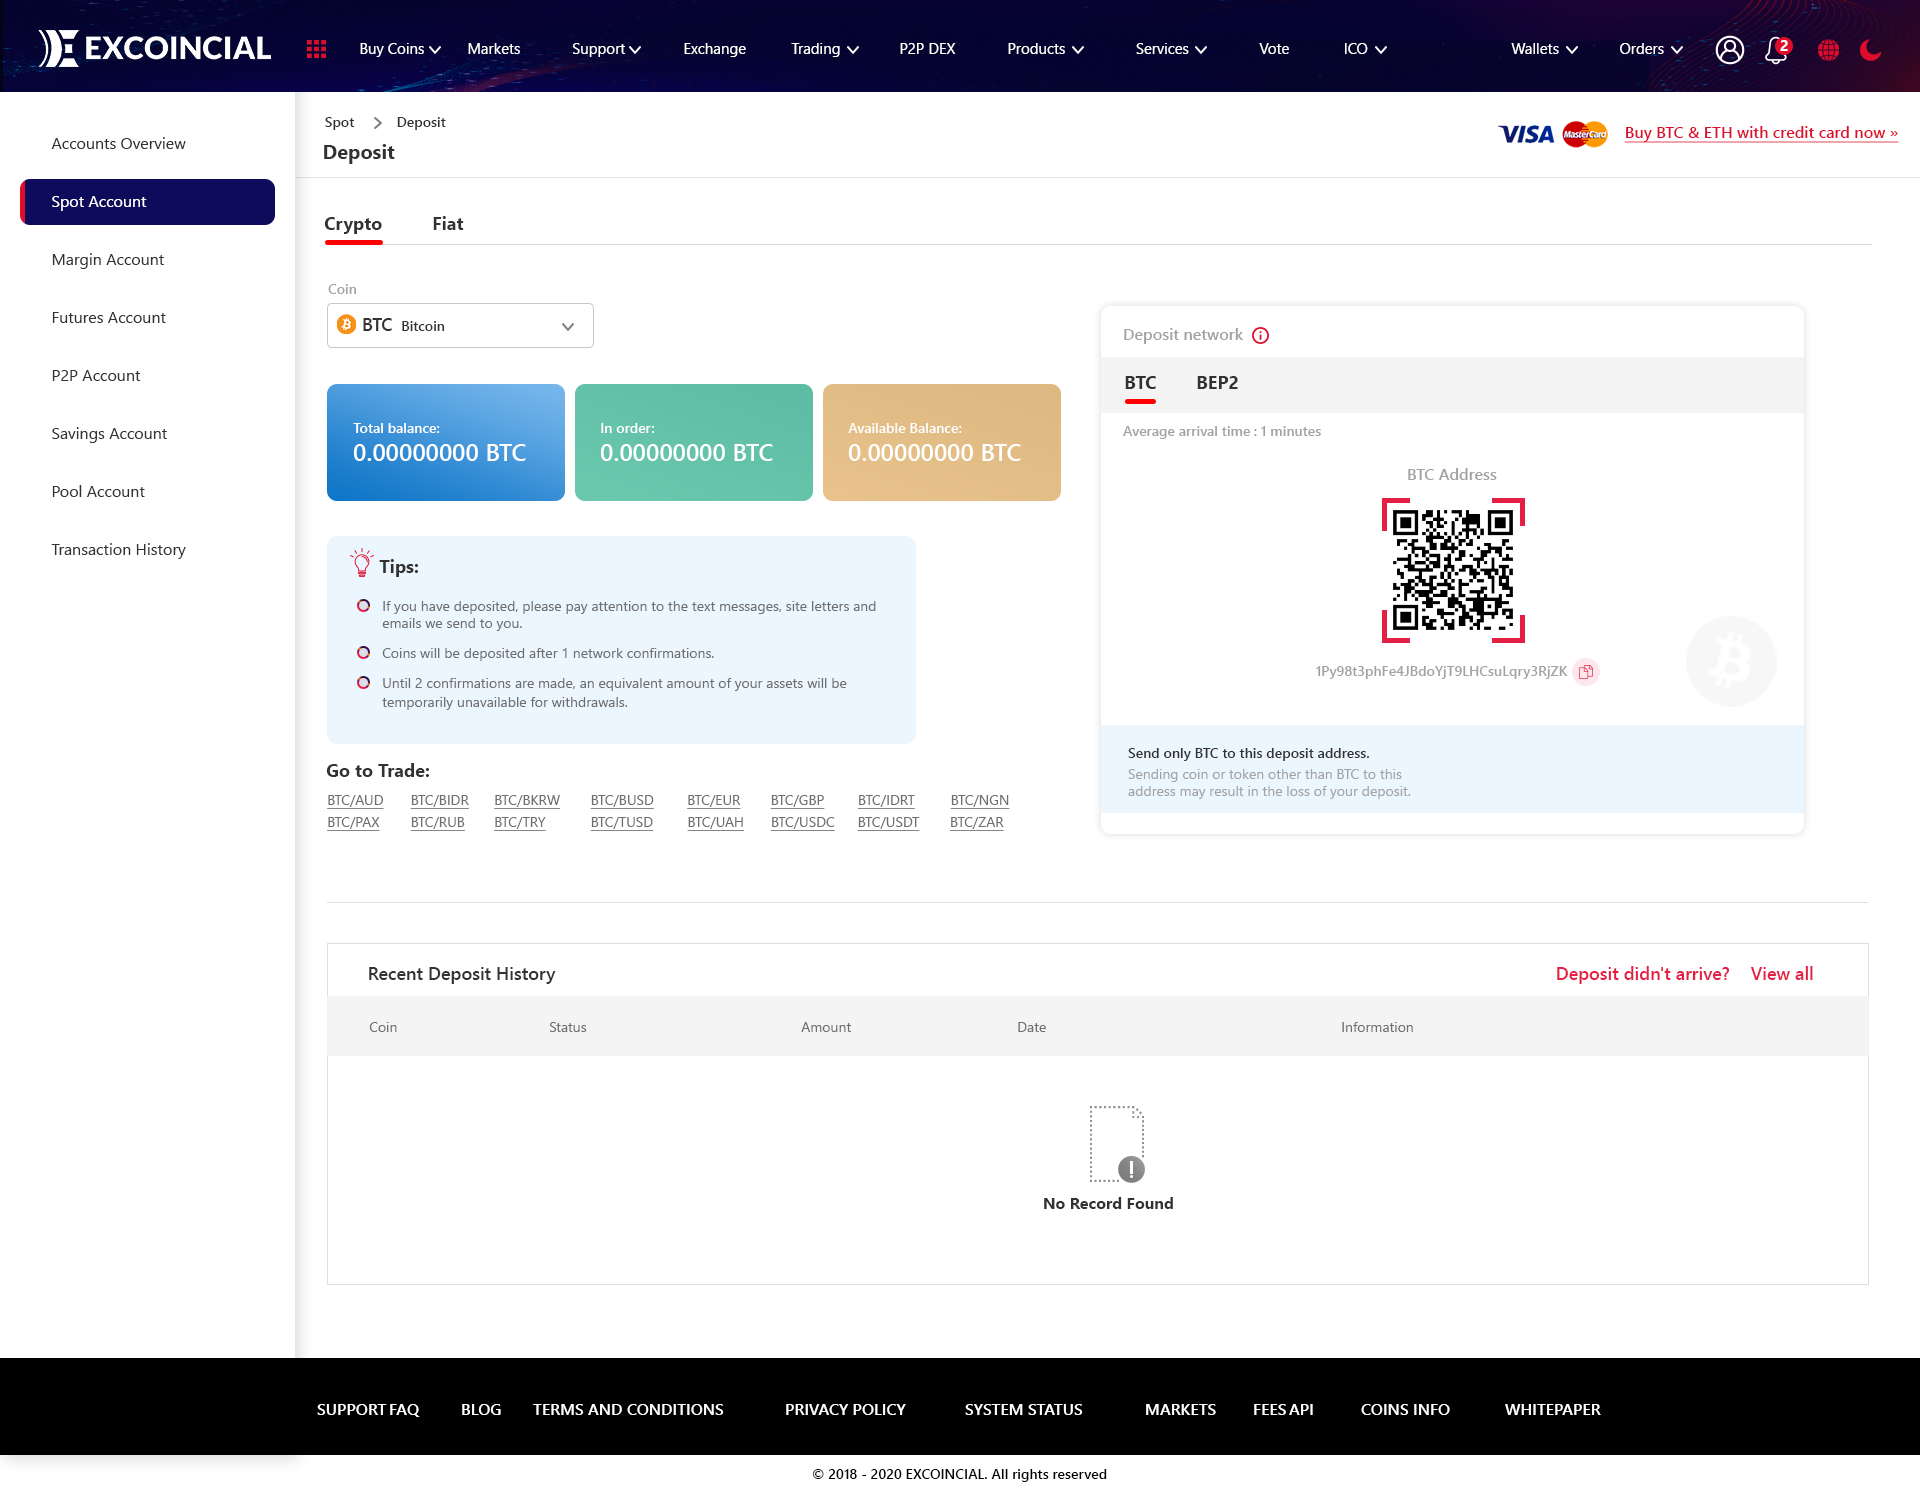 EXCOINCIAL
Buy Coins Markets Support Exchange Trading P2P DEX Products Services Vote ICO Wallets Orders 2
Accounts Overview
Spot Account
Margin Account
Futures Account
P2P Account
Savings Account
Pool Account
Transaction History
Spot > Deposit
Deposit
VISA MasterCard Buy BTC & ETH with credit card now »
Crypto Fiat
Coin
BTC Bitcoin
Total balance:
0.00000000 BTC
In order:
0.00000000 BTC
Available Balance:
0.00000000 BTC
Tips:
If you have deposited, please pay attention to the text messages, site letters and
emails we send to you.
Coins will be deposited after 1 network confirmations.
Until 2 confirmations are made, an equivalent amount of your assets will be
temporarily unavailable for withdrawals.
Go to Trade:
BTC/AUD BTC/BIDR BTC/BKRW BTC/BUSD BTC/EUR BTC/GBP BTC/IDRT BTC/NGN
BTC/PAX BTC/RUB BTC/TRY BTC/TUSD BTC/UAH BTC/USDC BTC/USDT BTC/ZAR
Deposit network
BTC BEP2
Average arrival time : 1 minutes
BTC Address
1Py98t3phFe4JBdoYjT9LHCsuLqry3RjZK
Send only BTC to this deposit address.
Sending coin or token other than BTC to this
address may result in the loss of your deposit.
Recent Deposit History Deposit didn't arrive? View all
Coin Status Amount Date Information
No Record Found
SUPPORT FAQ BLOG TERMS AND CONDITIONS PRIVACY POLICY SYSTEM STATUS MARKETS FEES API COINS INFO WHITEPAPER
© 2018 - 2020 EXCOINCIAL. All rights reserved